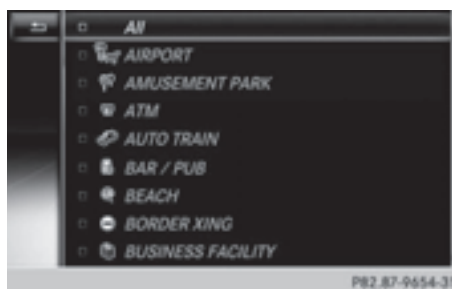 All
AIRPORT
AMUSEMENT PARK
ATM
AUTO TRAIN
BAR / PUB
BEACH
BORDER XING
BUSINESS FACILITY
P82.87-9654-31